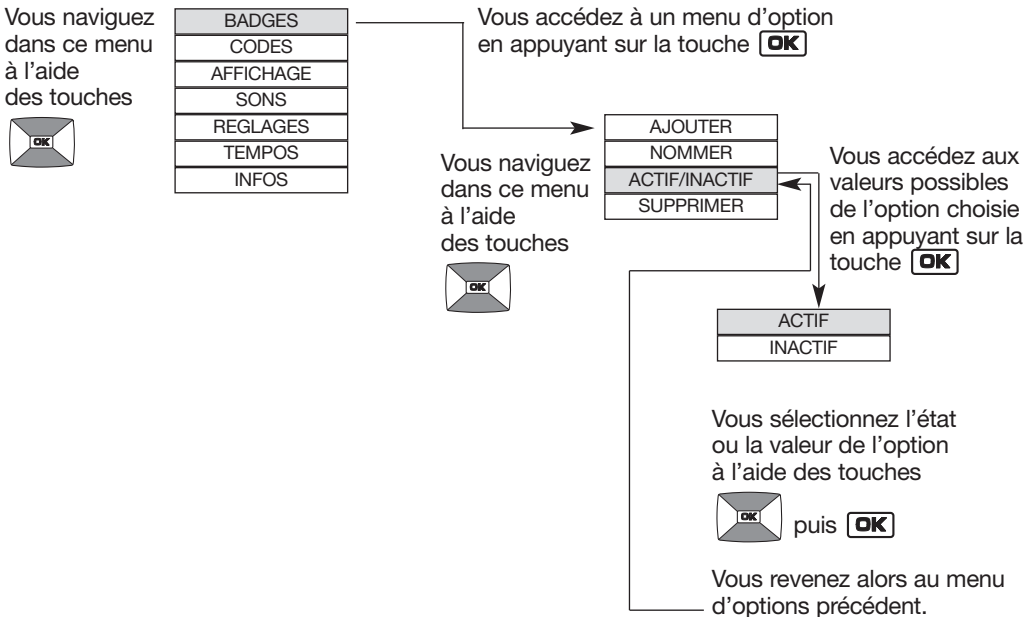 Vous naviguez
dans ce menu
à l'aide
des touches
OK
BADGES
CODES
AFFICHAGE
SONS
REGLAGES
TEMPOS
INFOS
Vous accédez à un menu d'option
en appuyant sur la touche OK
Vous naviguez
dans ce menu
à l'aide
des touches
OK
AJOUTER
NOMMER
ACTIF/INACTIF
SUPPRIMER
Vous accédez aux
valeurs possibles
de l'option choisie
en appuyant sur la
touche OK
ACTIF
INACTIF
Vous sélectionnez l'état
ou la valeur de l'option
à l'aide des touches
OK puis OK
Vous revenez alors au menu
d'options précédent.